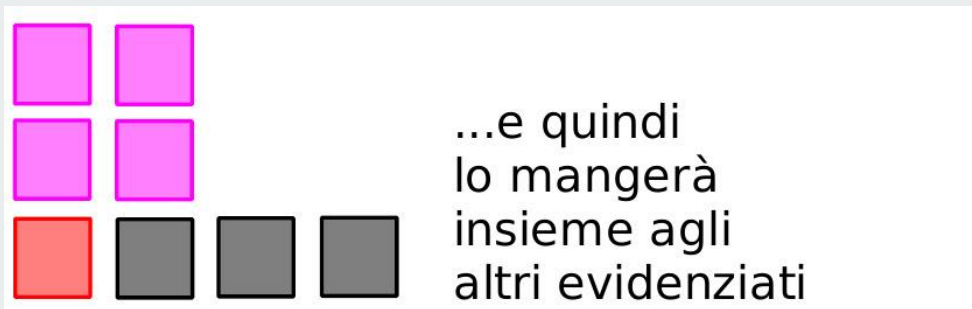 ...e quindi
lo mangerà
insieme agli
altri evidenziati